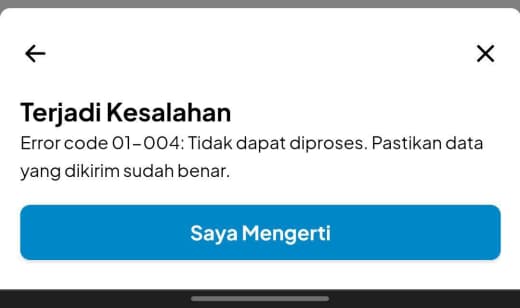 Terjadi Kesalahan
Error code 01-004: Tidak dapat diproses. Pastikan data
yang dikirim sudah benar.
Saya Mengerti